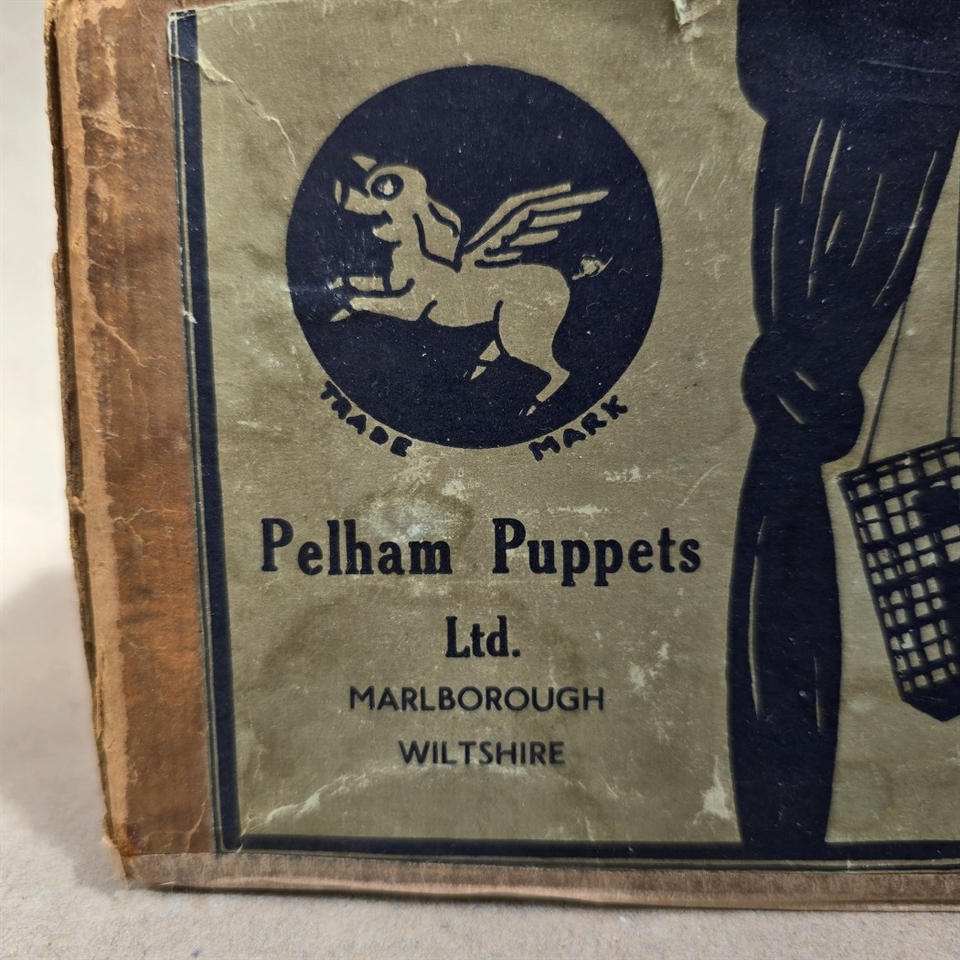 TRADE MARK
Pelham Puppets
Ltd.
MARLBOROUGH
WILTSHIRE